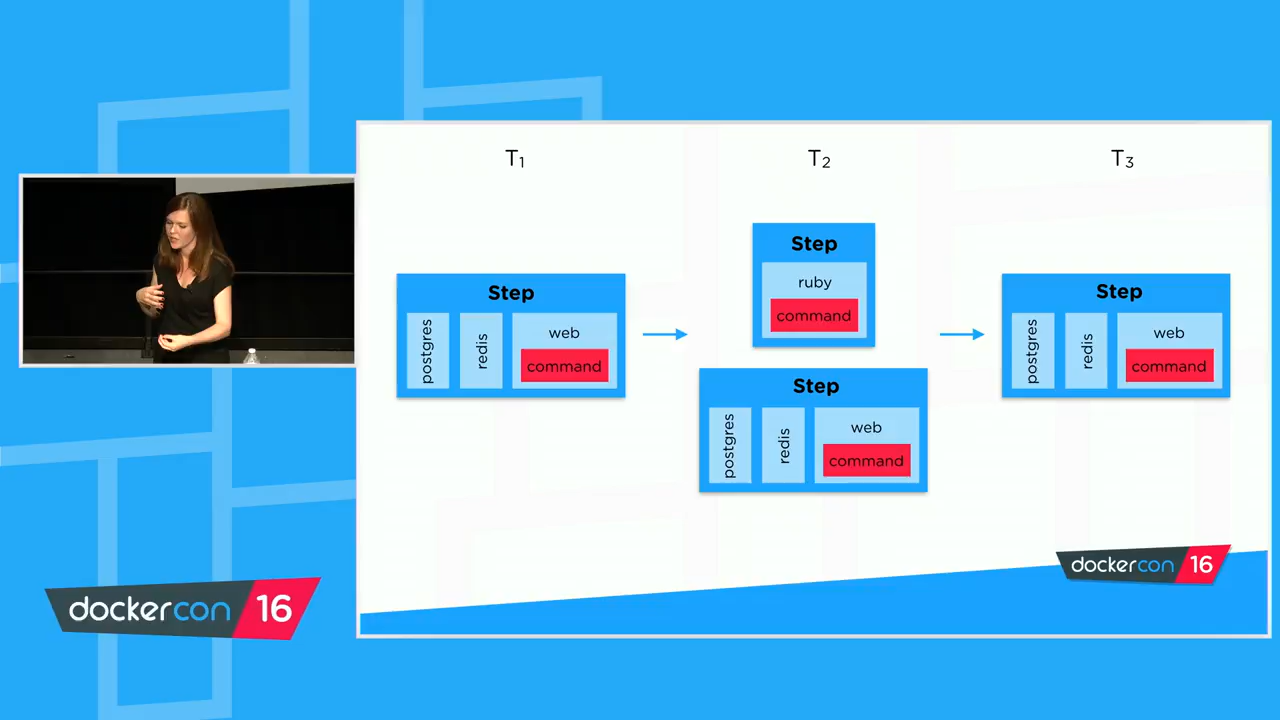 T1
T2
T3
Step
postgres
redis
web
command
Step
ruby
command
Step
postgres
redis
web
command
Step
postgres
redis
web
command
dockercon 16
dockercon 16